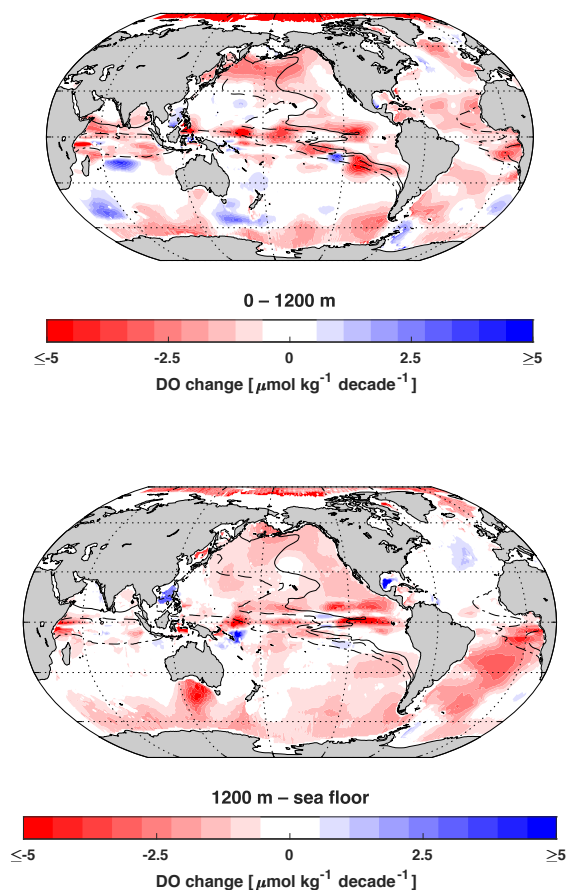 0 – 1200 m
≤-5 -2.5 0 2.5 ≥5
DO change [ μmol kg⁻¹ decade⁻¹ ]
1200 m – sea floor
≤-5 -2.5 0 2.5 ≥5
DO change [ μmol kg⁻¹ decade⁻¹ ]